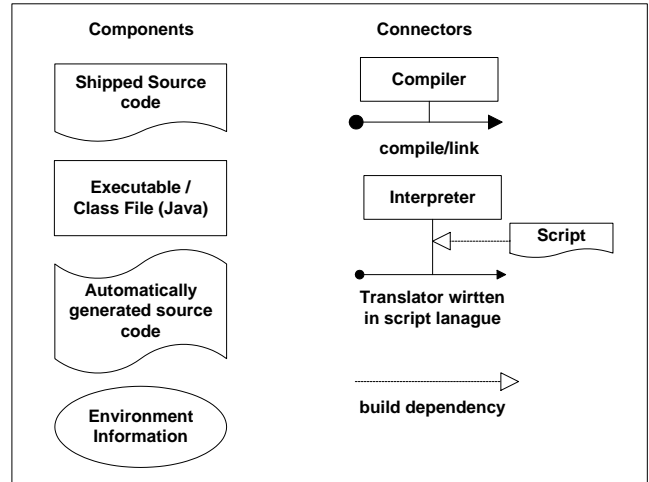 Components
Shipped Source
code
Executable /
Class File (Java)
Automatically
generated source
code
Environment
Information
Connectors
Compiler
compile/link
Interpreter
Script
Translator wirtten
in script lanague
build dependency